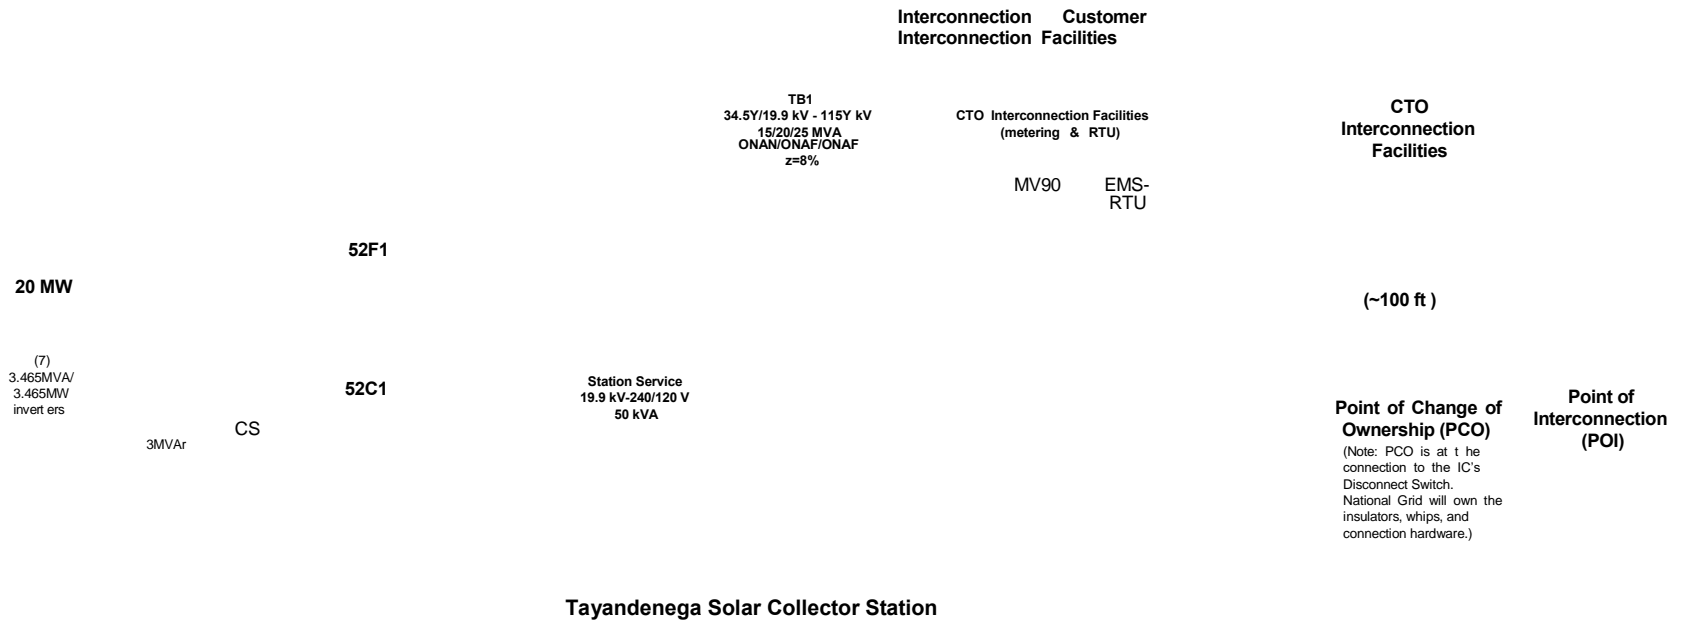 Interconnection Customer
Interconnection Facilities
TB1
34.5Y/19.9 kV - 115Y kV
15/20/25 MVA
ONAN/ONAF/ONAF
z=8%
CTO Interconnection Facilities
(metering & RTU)
MV90
EMS-
RTU
CTO
Interconnection
Facilities
52F1
20 MW
(~100 ft )
(7)
3.465MVA/
3.465MW
invert ers
52C1
CS
3MVAr
Station Service
19.9 kV-240/120 V
50 kVA
Point of Change of
Ownership (PCO)
(Note: PCO is at t he
connection to the IC's
Disconnect Switch.
National Grid will own the
insulators, whips, and
connection hardware.)
Point of
Interconnection
(POI)
Tayandenega Solar Collector Station